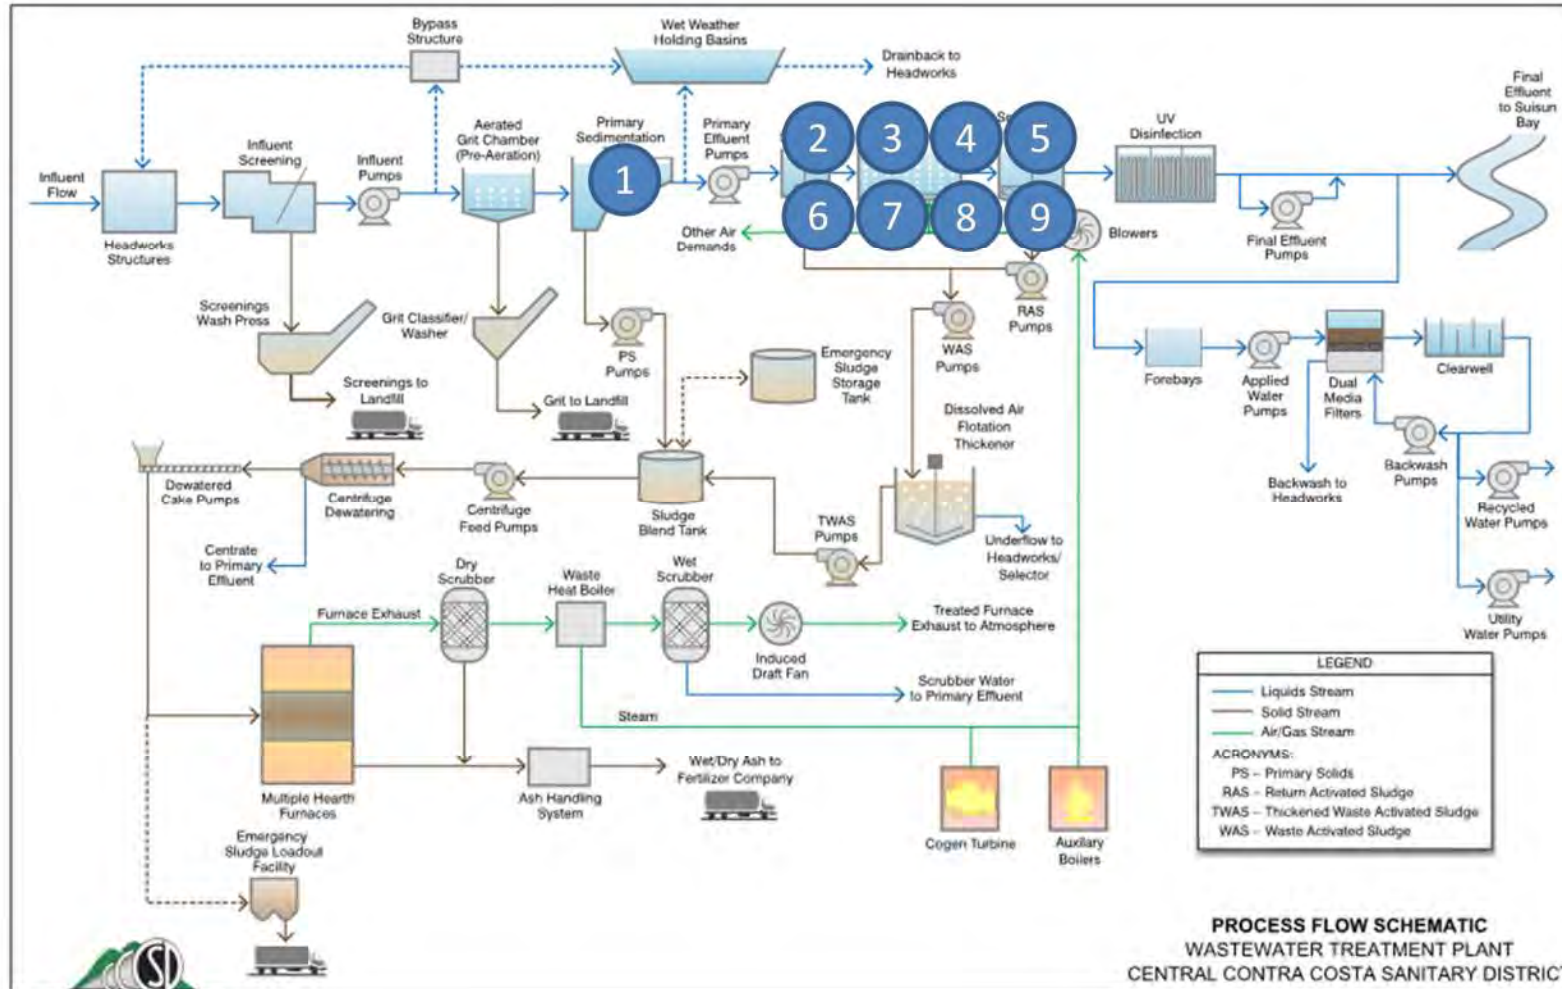 Bypass
Structure
Wet Weather
Holding Basins
Drainback to
Headworks
Final
Effluent
to Suisun
Bay
Influent
Flow
Headworks
Structures
Influent
Screening
Influent
Pumps
Aerated
Grit Chamber
(Pre-Aeration)
Primary
Sedimentation
1
Primary
Effluent
Pumps
2
3
4
5
6
7
8
9
UV
Disinfection
Other Air
Demands
Blowers
Final Effluent
Pumps
Screenings
Wash Press
Grit Classifier/
Washer
PS
Pumps
Emergency
Sludge
Storage
Tank
WAS
Pumps
RAS
Pumps
Forebays
Applied
Water
Pumps
Dual
Media
Filters
Clearwell
Screenings to
Landfill
Grit to Landfill
Dissolved Air
Flotation
Thickener
Backwash to
Headworks
Backwash
Pumps
Recycled
Water Pumps
Utility
Water Pumps
Dewatered
Cake Pumps
Centrifuge
Dewatering
Centrifuge
Feed Pumps
Sludge
Blend Tank
TWAS
Pumps
Underflow to
Headworks/
Selector
Centrate
to Primary
Effluent
Furnace Exhaust
Dry
Scrubber
Waste
Heat Boiler
Wet
Scrubber
Induced
Draft Fan
Treated Furnace
Exhaust to Atmosphere
Scrubber Water
to Primary Effluent
Steam
Multiple Hearth
Furnaces
Ash Handling
System
Wet/Dry Ash to
Fertilizer Company
Cogen Turbine
Auxilary
Boilers
Emergency
Sludge Loadout
Facility
LEGEND
Liquids Stream
Solid Stream
Air/Gas Stream
ACRONYMS:
PS – Primary Solids
RAS – Return Activated Sludge
TWAS – Thickened Waste Activated Sludge
WAS – Waste Activated Sludge
PROCESS FLOW SCHEMATIC
WASTEWATER TREATMENT PLANT
CENTRAL CONTRA COSTA SANITARY DISTRICT